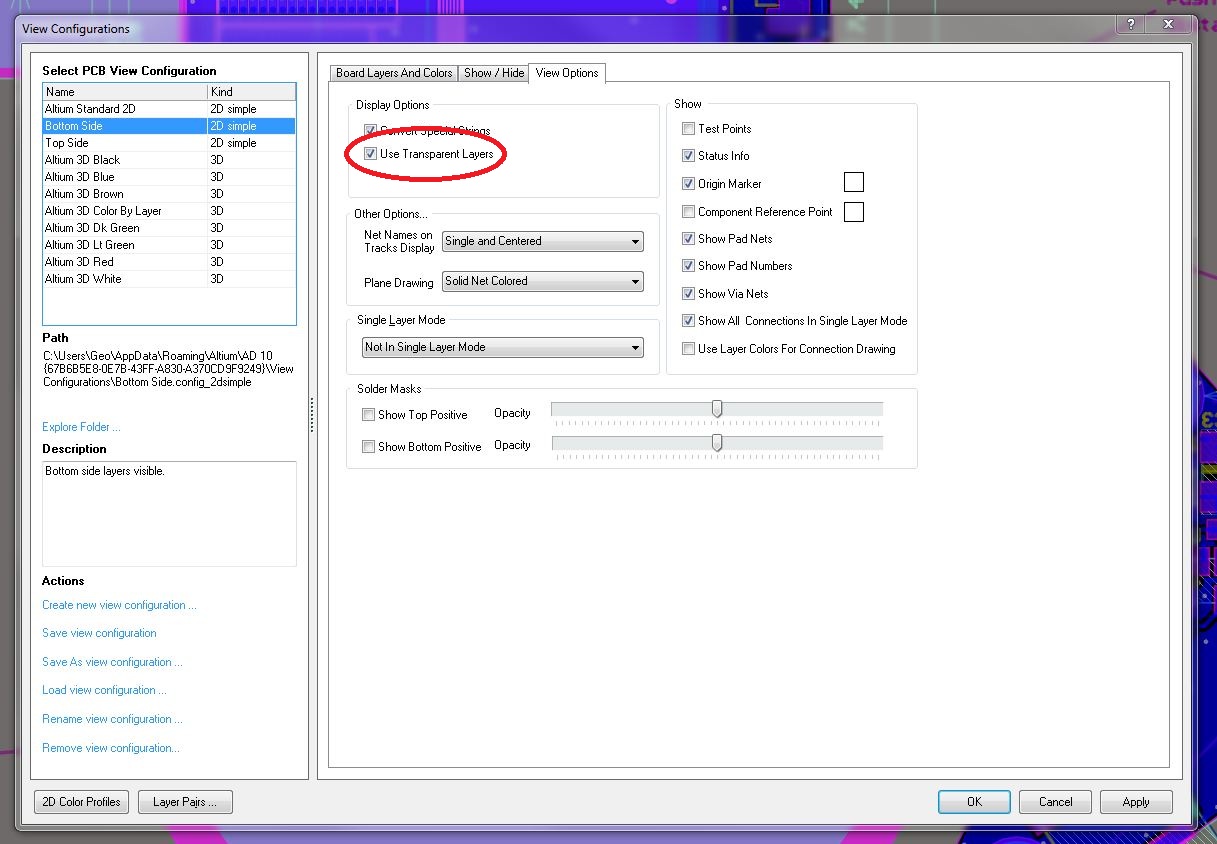 View Configurations
?
Select PCB View Configuration
Name Kind
Altium Standard 2D 2D simple
Bottom Side 2D simple
Top Side 2D simple
Altium 3D Black 3D
Altium 3D Blue 3D
Altium 3D Brown 3D
Altium 3D Color By Layer 3D
Altium 3D Dk Green 3D
Altium 3D Lt Green 3D
Altium 3D Red 3D
Altium 3D White 3D
Path
C:\Users\Geo\AppData\Roaming\Altium\AD 10
{67B6B5E8-0E7B-43FF-A830-A370CD9F9249}\View
Configurations\Bottom Side.config_2dsimple
Explore Folder ...
Description
Bottom side layers visible.
Actions
Create new view configuration ...
Save view configuration
Save As view configuration ...
Load view configuration ...
Rename view configuration ...
Remove view configuration...
2D Color Profiles Layer Pairs ...
Board Layers And Colors Show / Hide View Options
Display Options
Convert Special Strings
Use Transparent Layers
Other Options...
Net Names on
Tracks Display Single and Centered
Plane Drawing Solid Net Colored
Single Layer Mode
Not In Single Layer Mode
Show
Test Points
Status Info
Origin Marker
Component Reference Point
Show Pad Nets
Show Pad Numbers
Show Via Nets
Show All Connections In Single Layer Mode
Use Layer Colors For Connection Drawing
Solder Masks
Show Top Positive Opacity
Show Bottom Positive Opacity
OK Cancel Apply